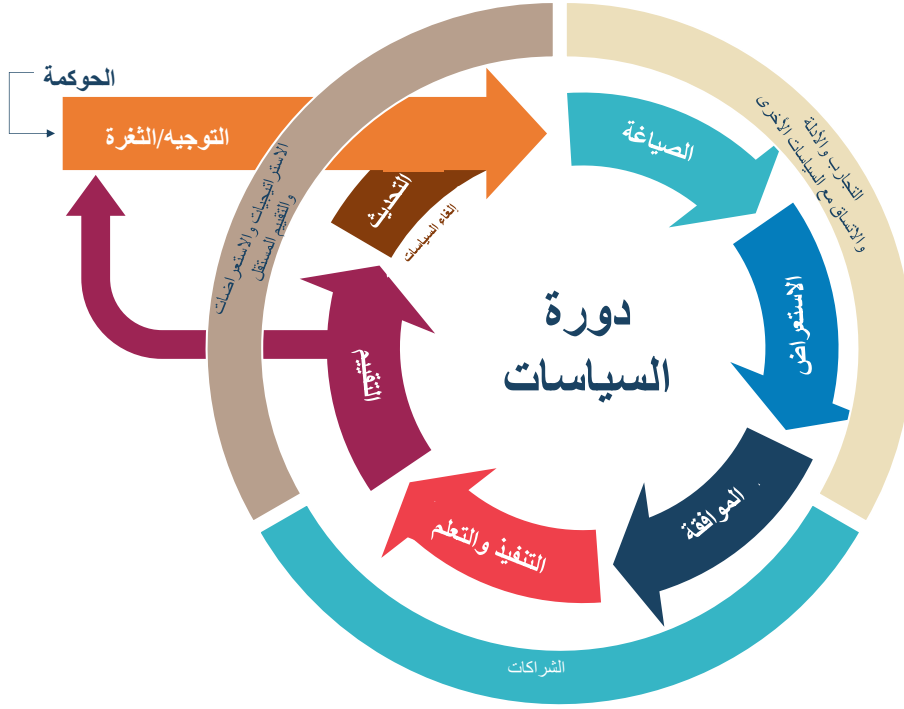 الحوكمة
التوجيه/الثغرة
الصياغة
الاستعراض
الموافقة
التنفيذ والتعلم
التقييم
التحديث
إلغاء السياسات
دورة
السياسات
التجارب والأدلة
والاتساق مع السياسات الأخرى
الشراكات
الاستراتيجيات والاستعراضات
والتقييم المستقل